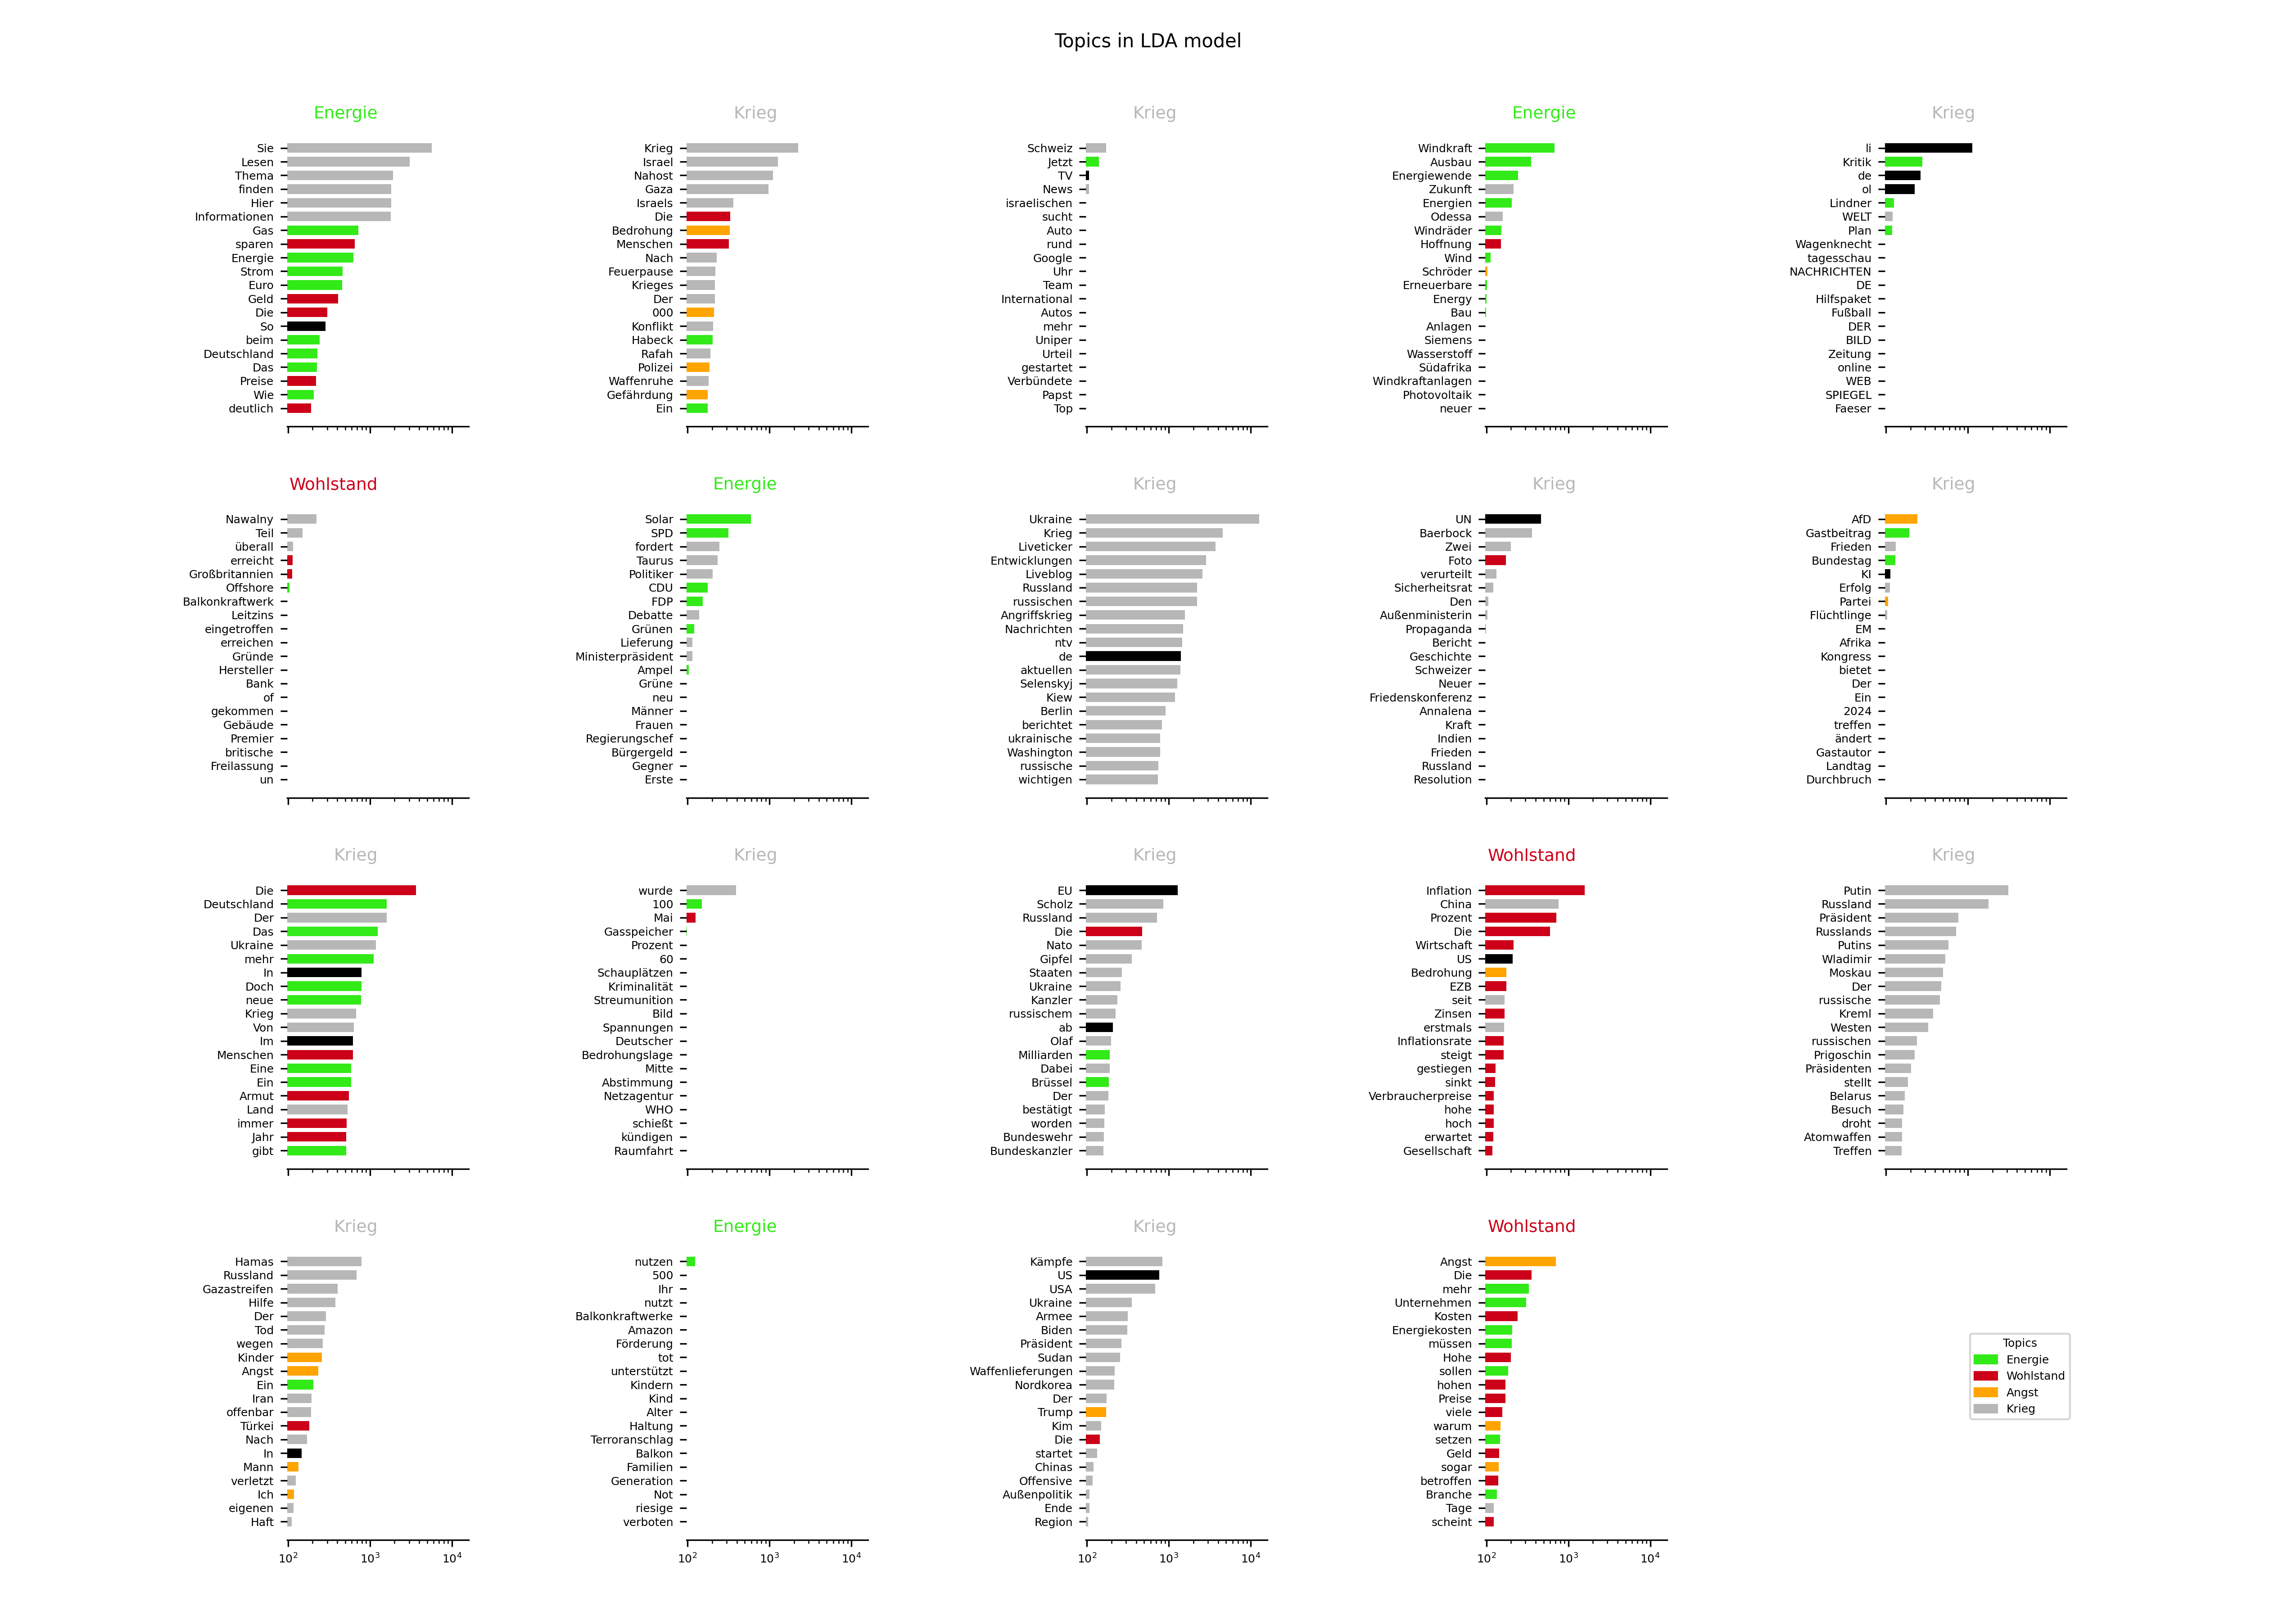 Topics in LDA model
Energie
Sie
Lesen
Thema
finden
Hier
Informationen
Gas
sparen
Energie
Strom
Euro
Geld
Die
So
beim
Deutschland
Das
Preise
Wie
deutlich
Krieg
Krieg
Israel
Nahost
Gaza
Israels
Die
Bedrohung
Menschen
Nach
Feuerpause
Krieges
Der
000
Konflikt
Habeck
Rafah
Polizei
Waffenruhe
Gefährdung
Ein
Krieg
Schweiz
Jetzt
TV
News
israelischen
sucht
Auto
rund
Google
Uhr
Team
International
Autos
mehr
Uniper
Urteil
gestartet
Verbündete
Papst
Top
Energie
Windkraft
Ausbau
Energiewende
Zukunft
Energien
Odessa
Windräder
Hoffnung
Wind
Schröder
Erneuerbare
Energy
Bau
Anlagen
Siemens
Wasserstoff
Südafrika
Windkraftanlagen
Photovoltaik
neuer
Krieg
li
Kritik
de
ol
Lindner
WELT
Plan
Wagenknecht
tagesschau
NACHRICHTEN
DE
Hilfspaket
Fußball
DER
BILD
Zeitung
online
WEB
SPIEGEL
Faeser
Wohlstand
Nawalny
Teil
überall
erreicht
Großbritannien
Offshore
Balkonkraftwerk
Leitzins
eingetroffen
erreichen
Gründe
Hersteller
Bank
of
gekommen
Gebäude
Premier
britische
Freilassung
un
Energie
Solar
SPD
fordert
Taurus
Politiker
CDU
FDP
Debatte
Grünen
Lieferung
Ministerpräsident
Ampel
Grüne
neu
Männer
Frauen
Regierungschef
Bürgergeld
Gegner
Erste
Krieg
Ukraine
Krieg
Liveticker
Entwicklungen
Liveblog
Russland
russischen
Angriffskrieg
Nachrichten
ntv
de
aktuellen
Selenskyj
Kiew
Berlin
berichtet
ukrainische
Washington
russische
wichtigen
Krieg
UN
Baerbock
Zwei
Foto
verurteilt
Sicherheitsrat
Den
Außenministerin
Propaganda
Bericht
Geschichte
Schweizer
Neuer
Friedenskonferenz
Annalena
Kraft
Indien
Frieden
Russland
Resolution
Krieg
AfD
Gastbeitrag
Frieden
Bundestag
KI
Erfolg
Partei
Flüchtlinge
EM
Afrika
Kongress
bietet
Der
Ein
2024
treffen
ändert
Gastautor
Landtag
Durchbruch
Krieg
Die
Deutschland
Der
Das
Ukraine
mehr
In
Doch
neue
Krieg
Von
Im
Menschen
Eine
Ein
Armut
Land
immer
Jahr
gibt
Krieg
wurde
100
Mai
Gasspeicher
Prozent
60
Schauplätzen
Kriminalität
Streumunition
Bild
Spannungen
Deutscher
Bedrohungslage
Mitte
Abstimmung
Netzagentur
WHO
schießt
kündigen
Raumfahrt
Krieg
EU
Scholz
Russland
Die
Nato
Gipfel
Staaten
Ukraine
Kanzler
russischem
ab
Olaf
Milliarden
Dabei
Brüssel
Der
bestätigt
worden
Bundeswehr
Bundeskanzler
Wohlstand
Inflation
China
Prozent
Die
Wirtschaft
US
Bedrohung
EZB
seit
Zinsen
erstmals
Inflationsrate
steigt
gestiegen
sinkt
Verbraucherpreise
hohe
hoch
erwartet
Gesellschaft
Krieg
Putin
Russland
Präsident
Russlands
Putins
Wladimir
Moskau
Der
russische
Kreml
Westen
russischen
Prigoschin
Präsidenten
stellt
Belarus
Besuch
droht
Atomwaffen
Treffen
Krieg
Hamas
Russland
Gazastreifen
Hilfe
Der
Tod
wegen
Kinder
Angst
Ein
Iran
offenbar
Türkei
Nach
In
Mann
verletzt
Ich
eigenen
Haft
10² 10³ 10⁴
Energie
nutzen
500
Ihr
nutzt
Balkonkraftwerke
Amazon
Förderung
tot
unterstützt
Kindern
Kind
Alter
Haltung
Terroranschlag
Balkon
Familien
Generation
Not
riesige
verboten
10² 10³ 10⁴
Krieg
Kämpfe
US
USA
Ukraine
Armee
Biden
Präsident
Sudan
Waffenlieferungen
Nordkorea
Der
Trump
Kim
Die
startet
Chinas
Offensive
Außenpolitik
Ende
Region
10² 10³ 10⁴
Wohlstand
Angst
Die
mehr
Unternehmen
Kosten
Energiekosten
müssen
Hohe
sollen
hohen
Preise
viele
warum
setzen
Geld
sogar
betroffen
Branche
Tage
scheint
10² 10³ 10⁴
Topics
Energie
Wohlstand
Angst
Krieg